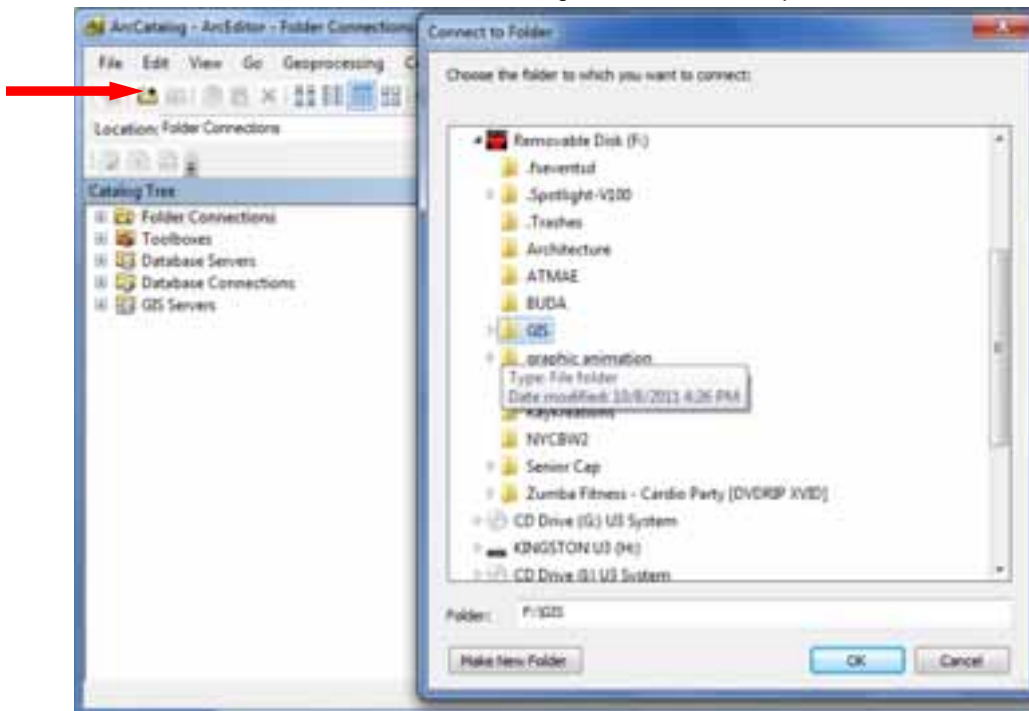 ArcCatalog - ArcEditor - Folder Connections
File Edit View Go Geoprocessing
Location: Folder Connections
Catalog Tree
Folder Connections
Toolboxes
Database Servers
Database Connections
GIS Servers
Connect to Folder
Choose the folder to which you want to connect:
Removable Disk (F:)
.fseventsd
.Spotlight-V100
.Trashes
Architecture
ATMAE
BUDA
GIS
graphic animation
Type: File folder
Date modified: 10/8/2011 4:26 PM
NYCBW2
Senior Cap
Zumba Fitness - Cardio Party [DVDRIP XVID]
CD Drive (G:) U3 System
KINGSTON U3 (H:)
CD Drive (I:) U3 System
Folder: F:\GIS
Make New Folder OK Cancel